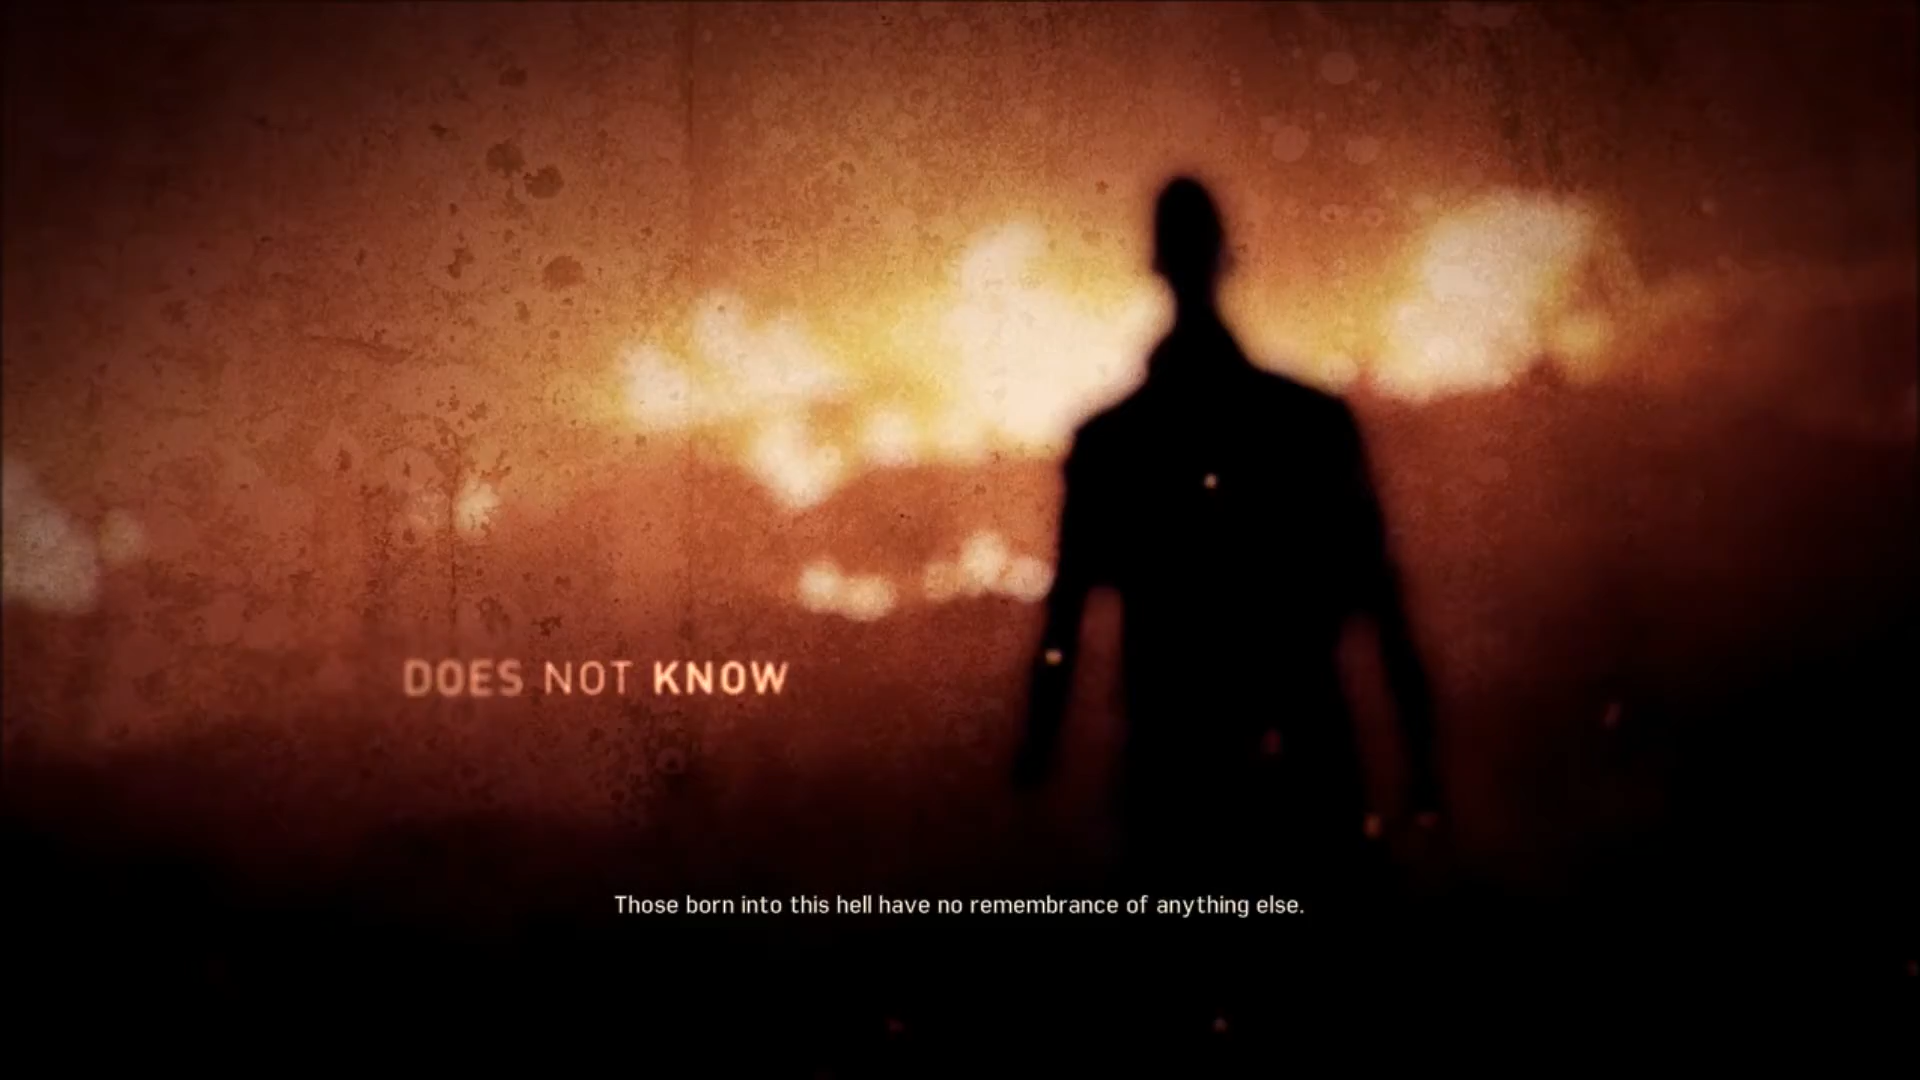 DOES NOT KNOW
Those born into this hell have no remembrance of anything else.